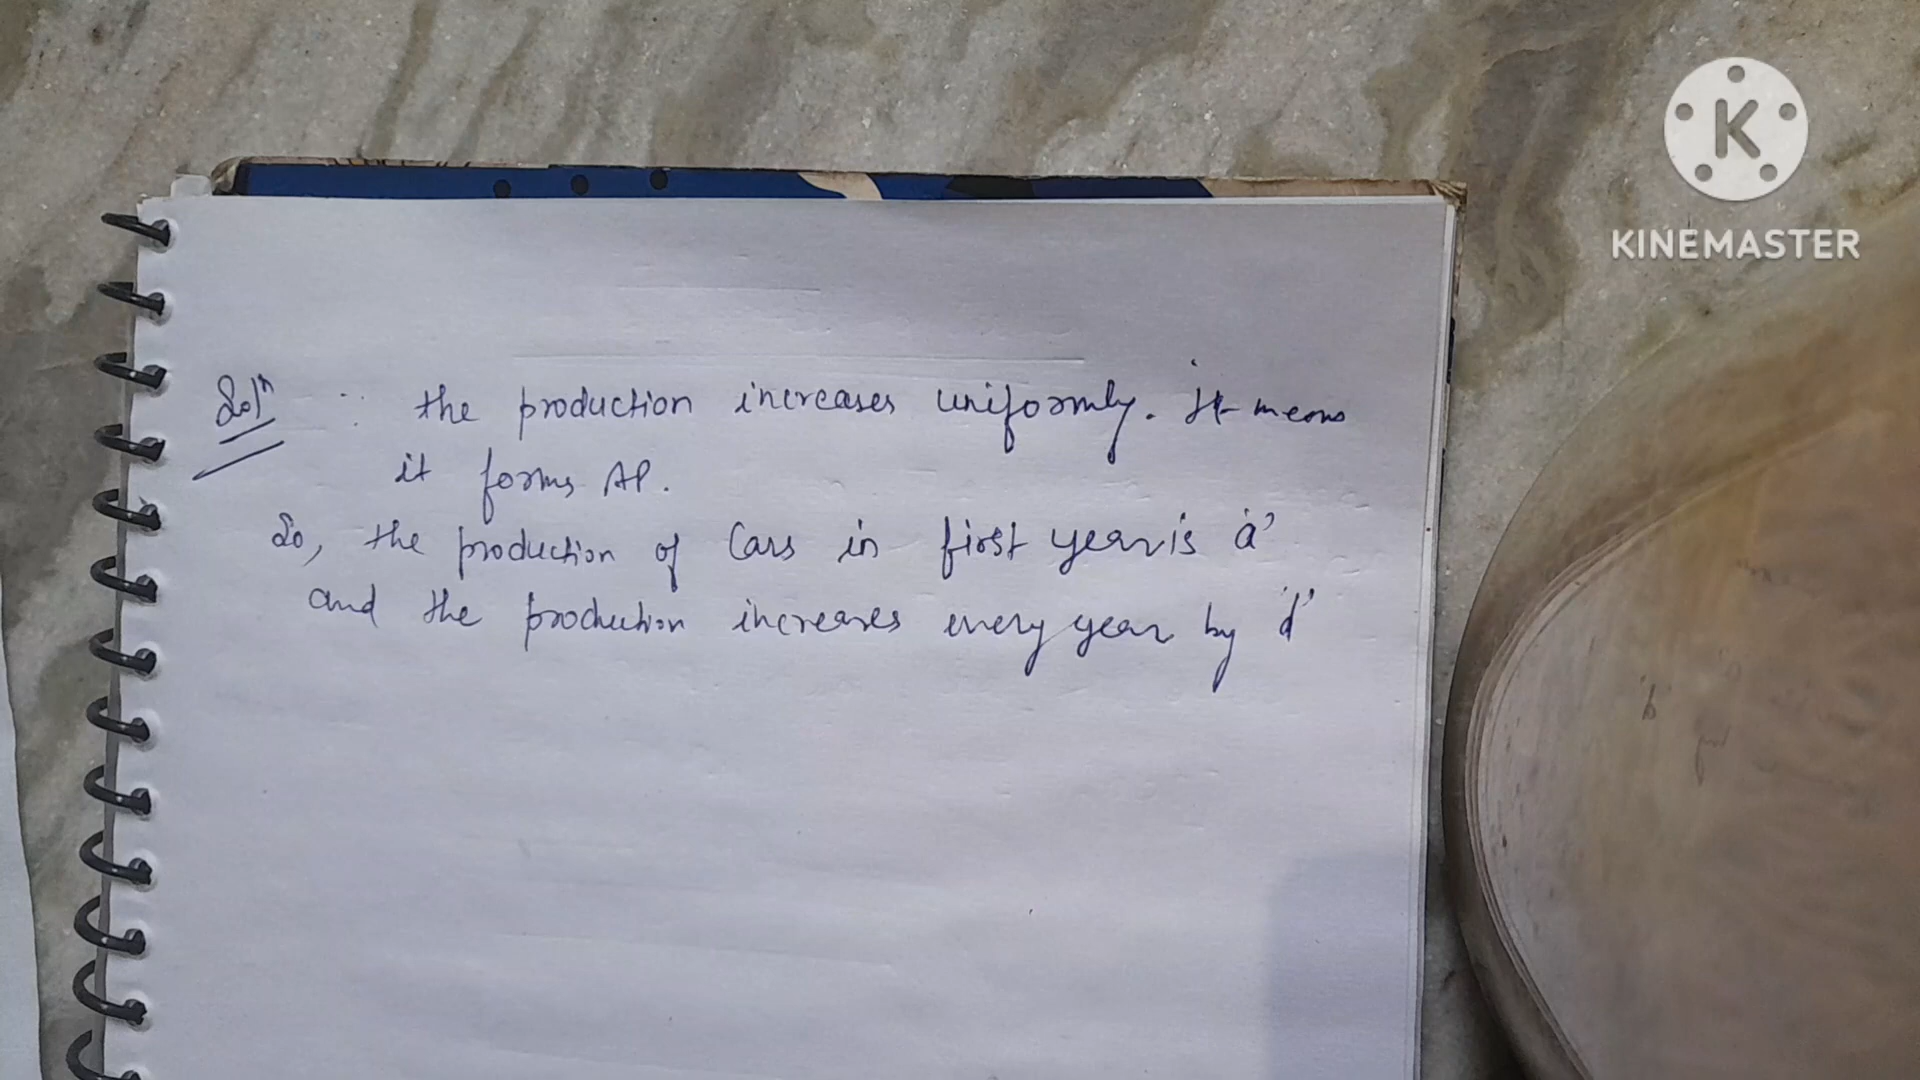 K
KINEMASTER
Solⁿ ∵ the production increases uniformly. It means
it forms AP.
So, the production of Cars in first year is 'a'
and the production increases every year by 'd'